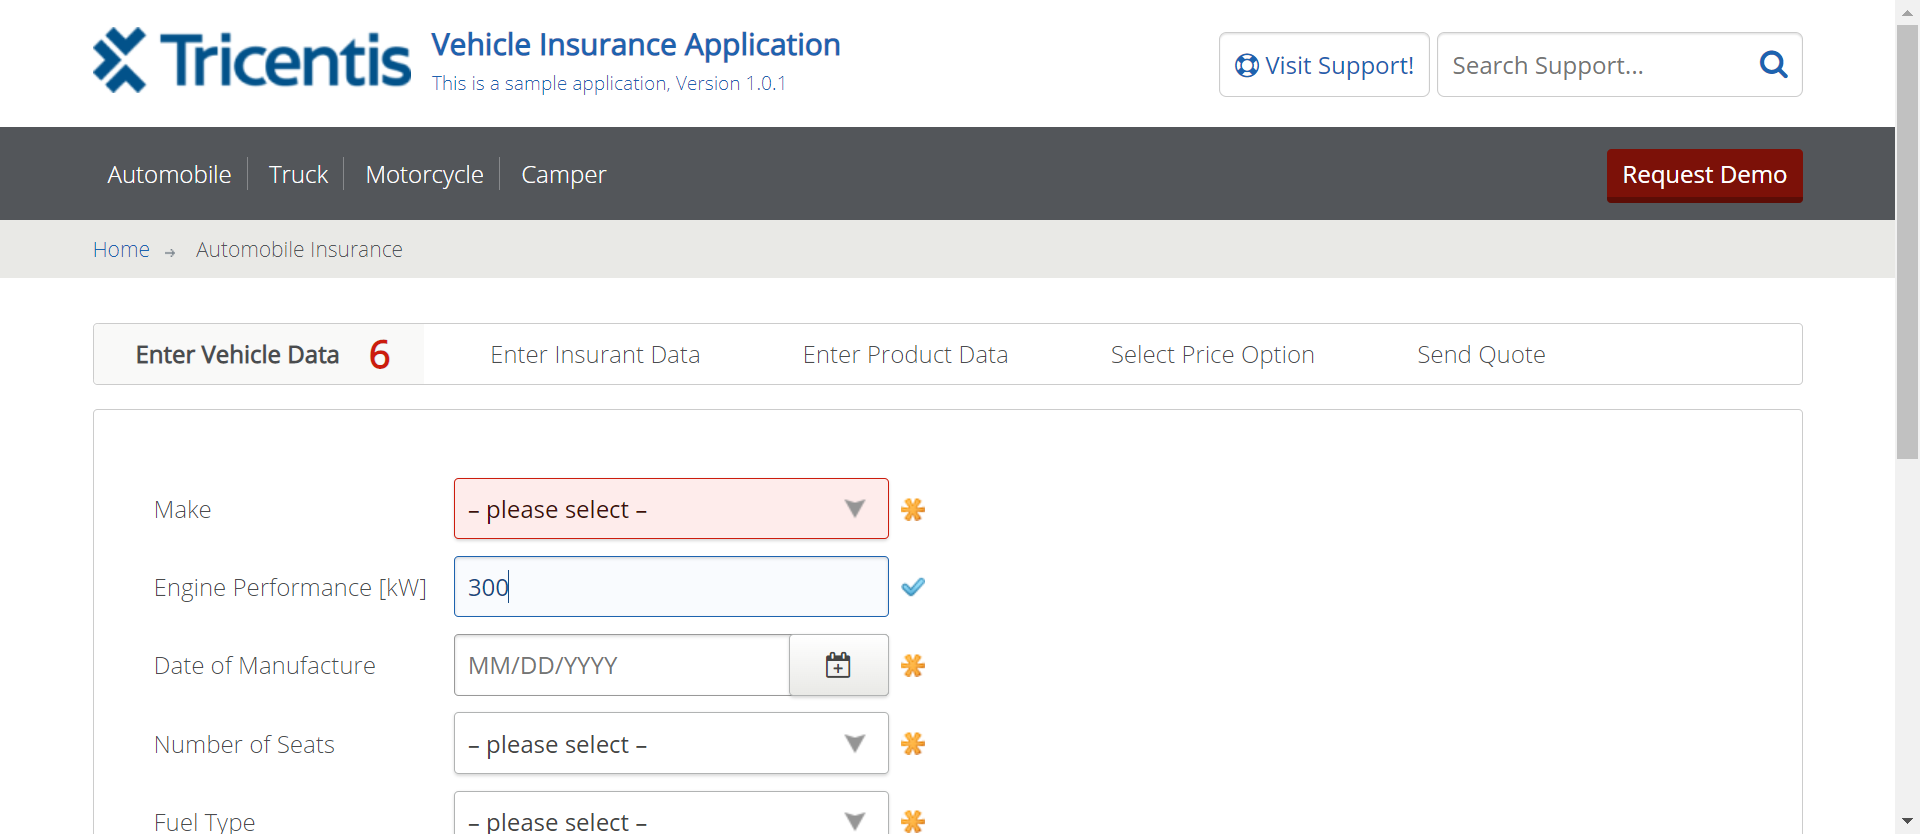 Tricentis
Vehicle Insurance Application
This is a sample application, Version 1.0.1
Visit Support!
Search Support...
Automobile
Truck
Motorcycle
Camper
Request Demo
Home → Automobile Insurance
Enter Vehicle Data 6
Enter Insurant Data
Enter Product Data
Select Price Option
Send Quote
Make
– please select –
Engine Performance [kW]
300
Date of Manufacture
MM/DD/YYYY
Number of Seats
– please select –
Fuel Type
– please select –